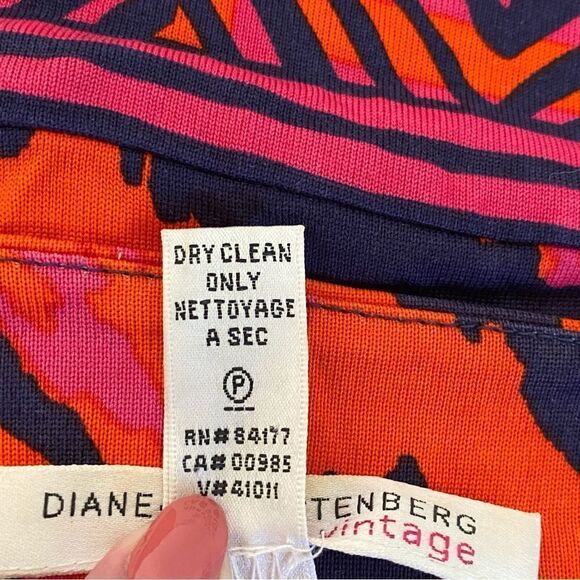 DRY CLEAN
ONLY
NETTOYAGE
A SEC
P
RN# 84177
CA# 00985
V# 41011
DIANE TENBERG
vintage